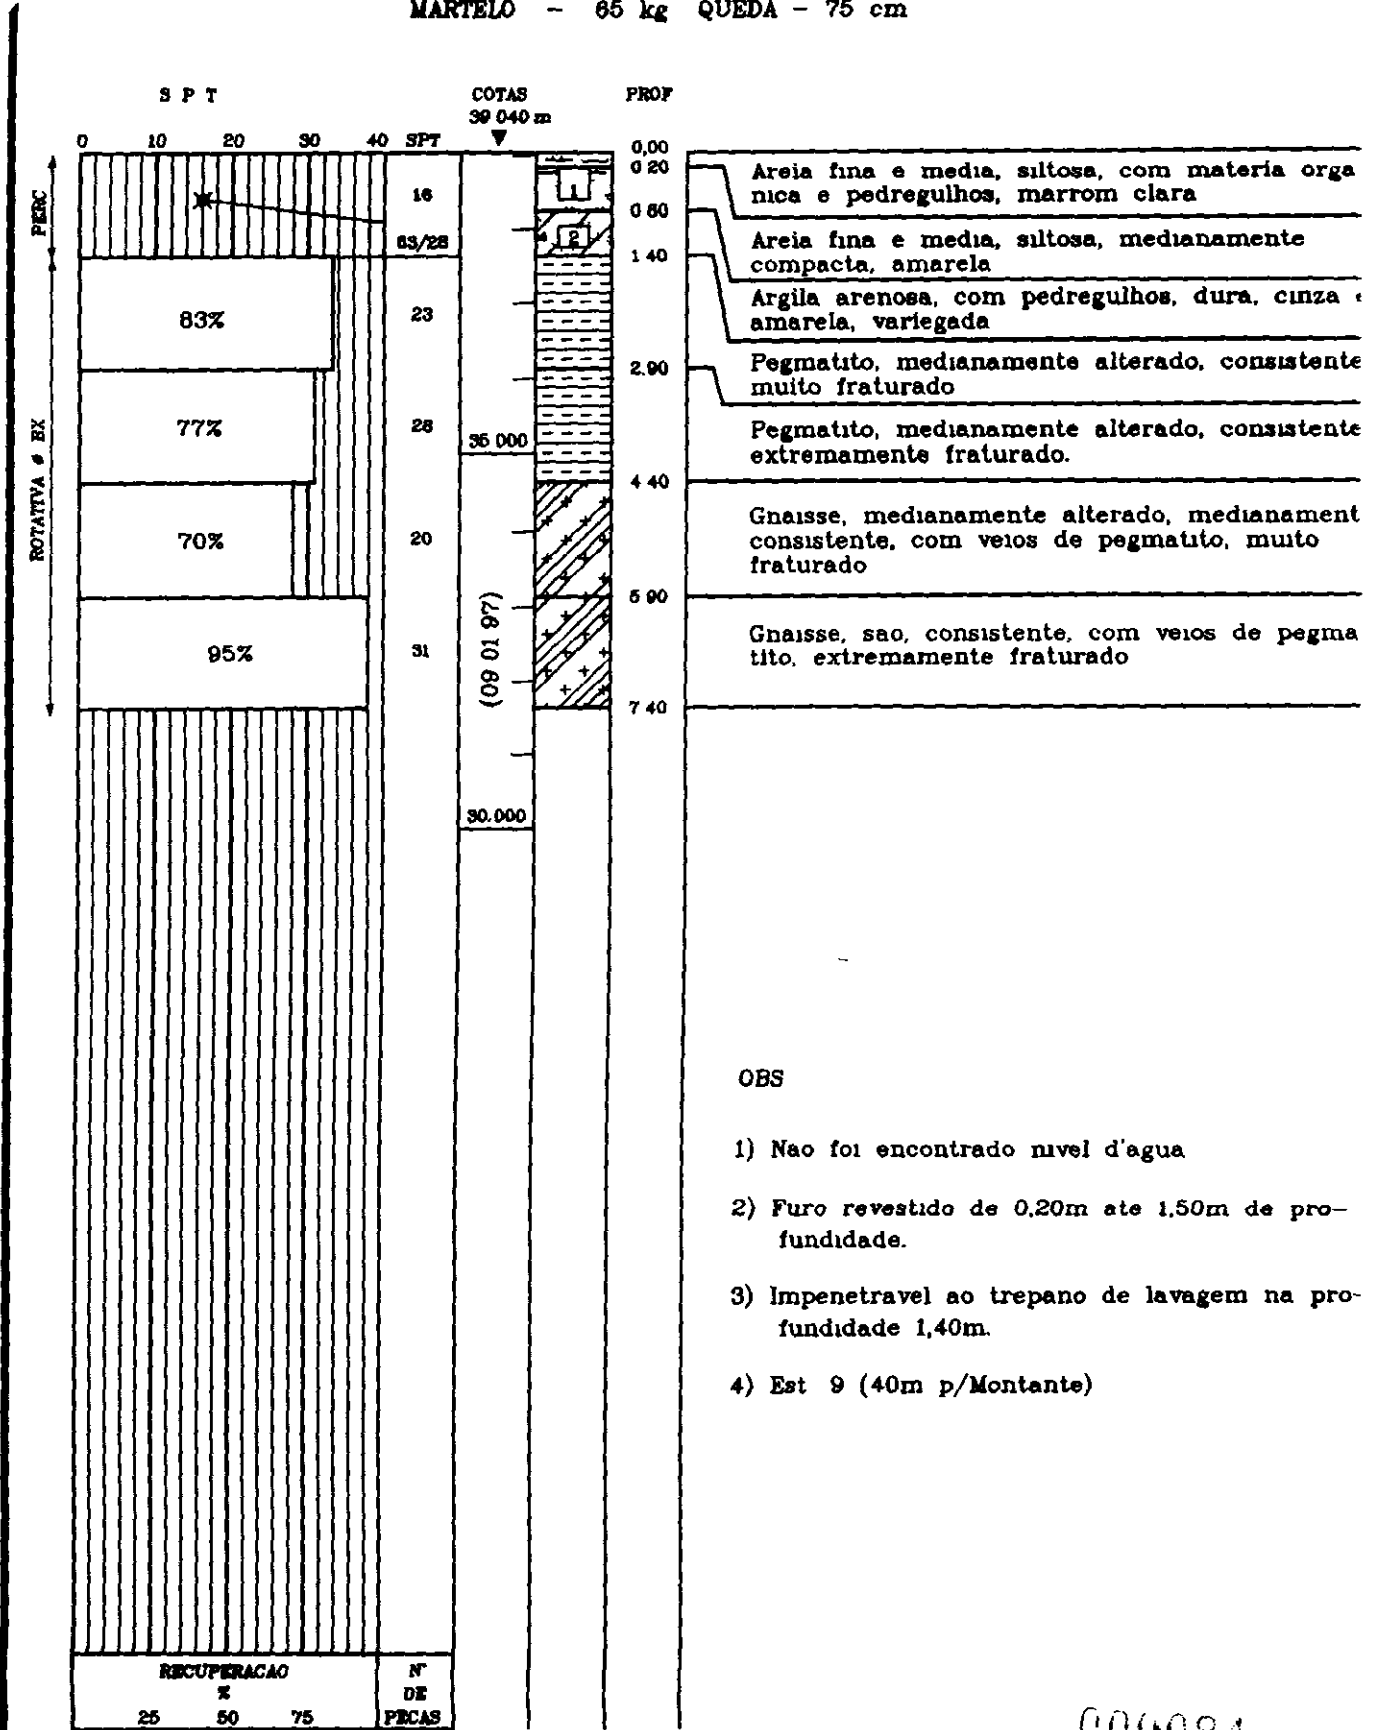 MARTELO - 65 kg QUEDA - 75 cm
S P T
COTAS
PROF
39 040 m
0 10 20 30 40 SPT
0,00
0 20
0 80
1 40
2.90
4 40
5 90
7 40
PERC
ROTATIVA ø BX
16
63/28
23
28
20
31
83%
77%
70%
95%
35 000
30.000
(09 01 97)
1
2
Areia fina e media, siltosa, com materia orga
nica e pedregulhos, marrom clara
Areia fina e media, siltosa, medianamente
compacta, amarela
Argila arenosa, com pedregulhos, dura, cinza
amarela, variegada
Pegmatito, medianamente alterado, consistente
muito fraturado
Pegmatito, medianamente alterado, consistente
extremamente fraturado.
Gnaisse, medianamente alterado, medianament
consistente, com veios de pegmatito, muito
fraturado
Gnaisse, sao, consistente, com veios de pegma
tito, extremamente fraturado
OBS
1) Nao foi encontrado nivel d'agua
2) Furo revestido de 0,20m ate 1,50m de pro-
fundidade.
3) Impenetravel ao trepano de lavagem na pro-
fundidade 1,40m.
4) Est 9 (40m p/Montante)
RECUPERACAO
%
25 50 75
N°
DE
PECAS